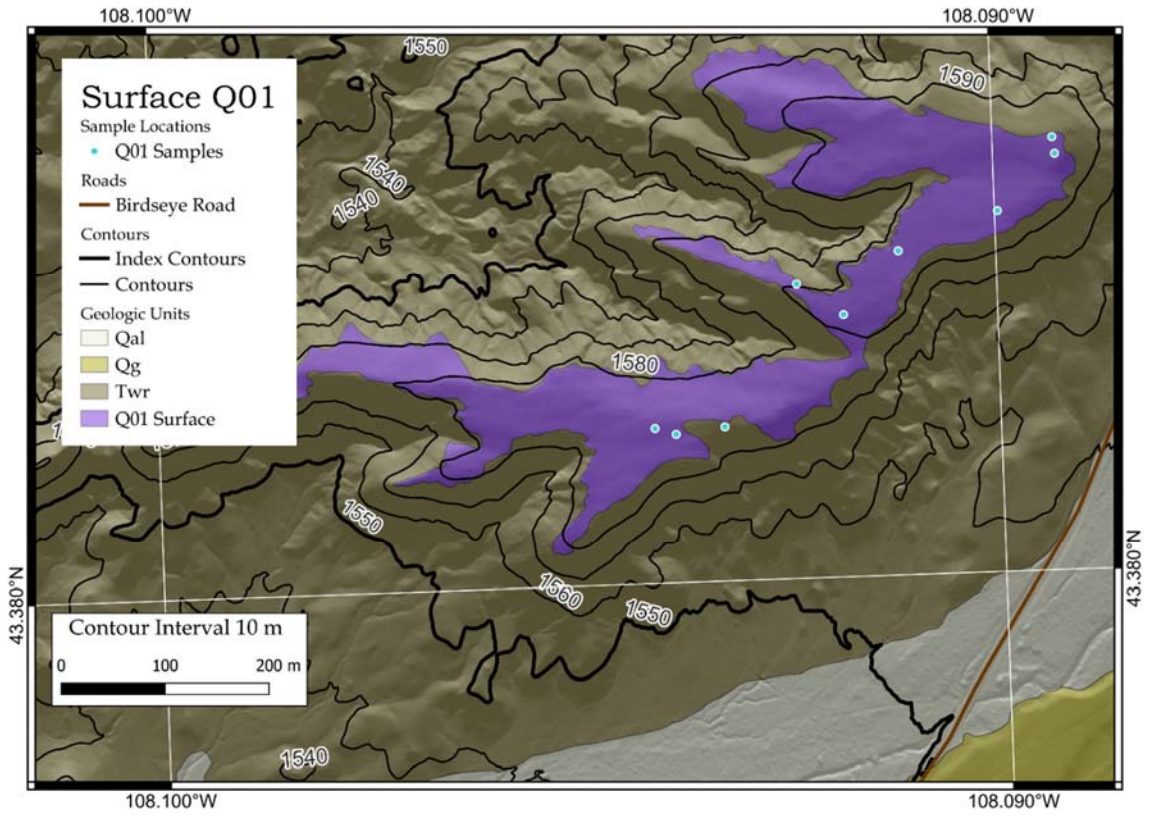 108.100°W
108.090°W
1550
1590
Surface Q01
Sample Locations
Q01 Samples
Roads
Birdseye Road
Contours
Index Contours
Contours
Geologic Units
Qal
Qg
Twr
Q01 Surface
1540
1540
1580
1550
1560
1550
43.380°N
43.380°N
Contour Interval 10 m
0 100 200 m
1540
108.100°W
108.090°W